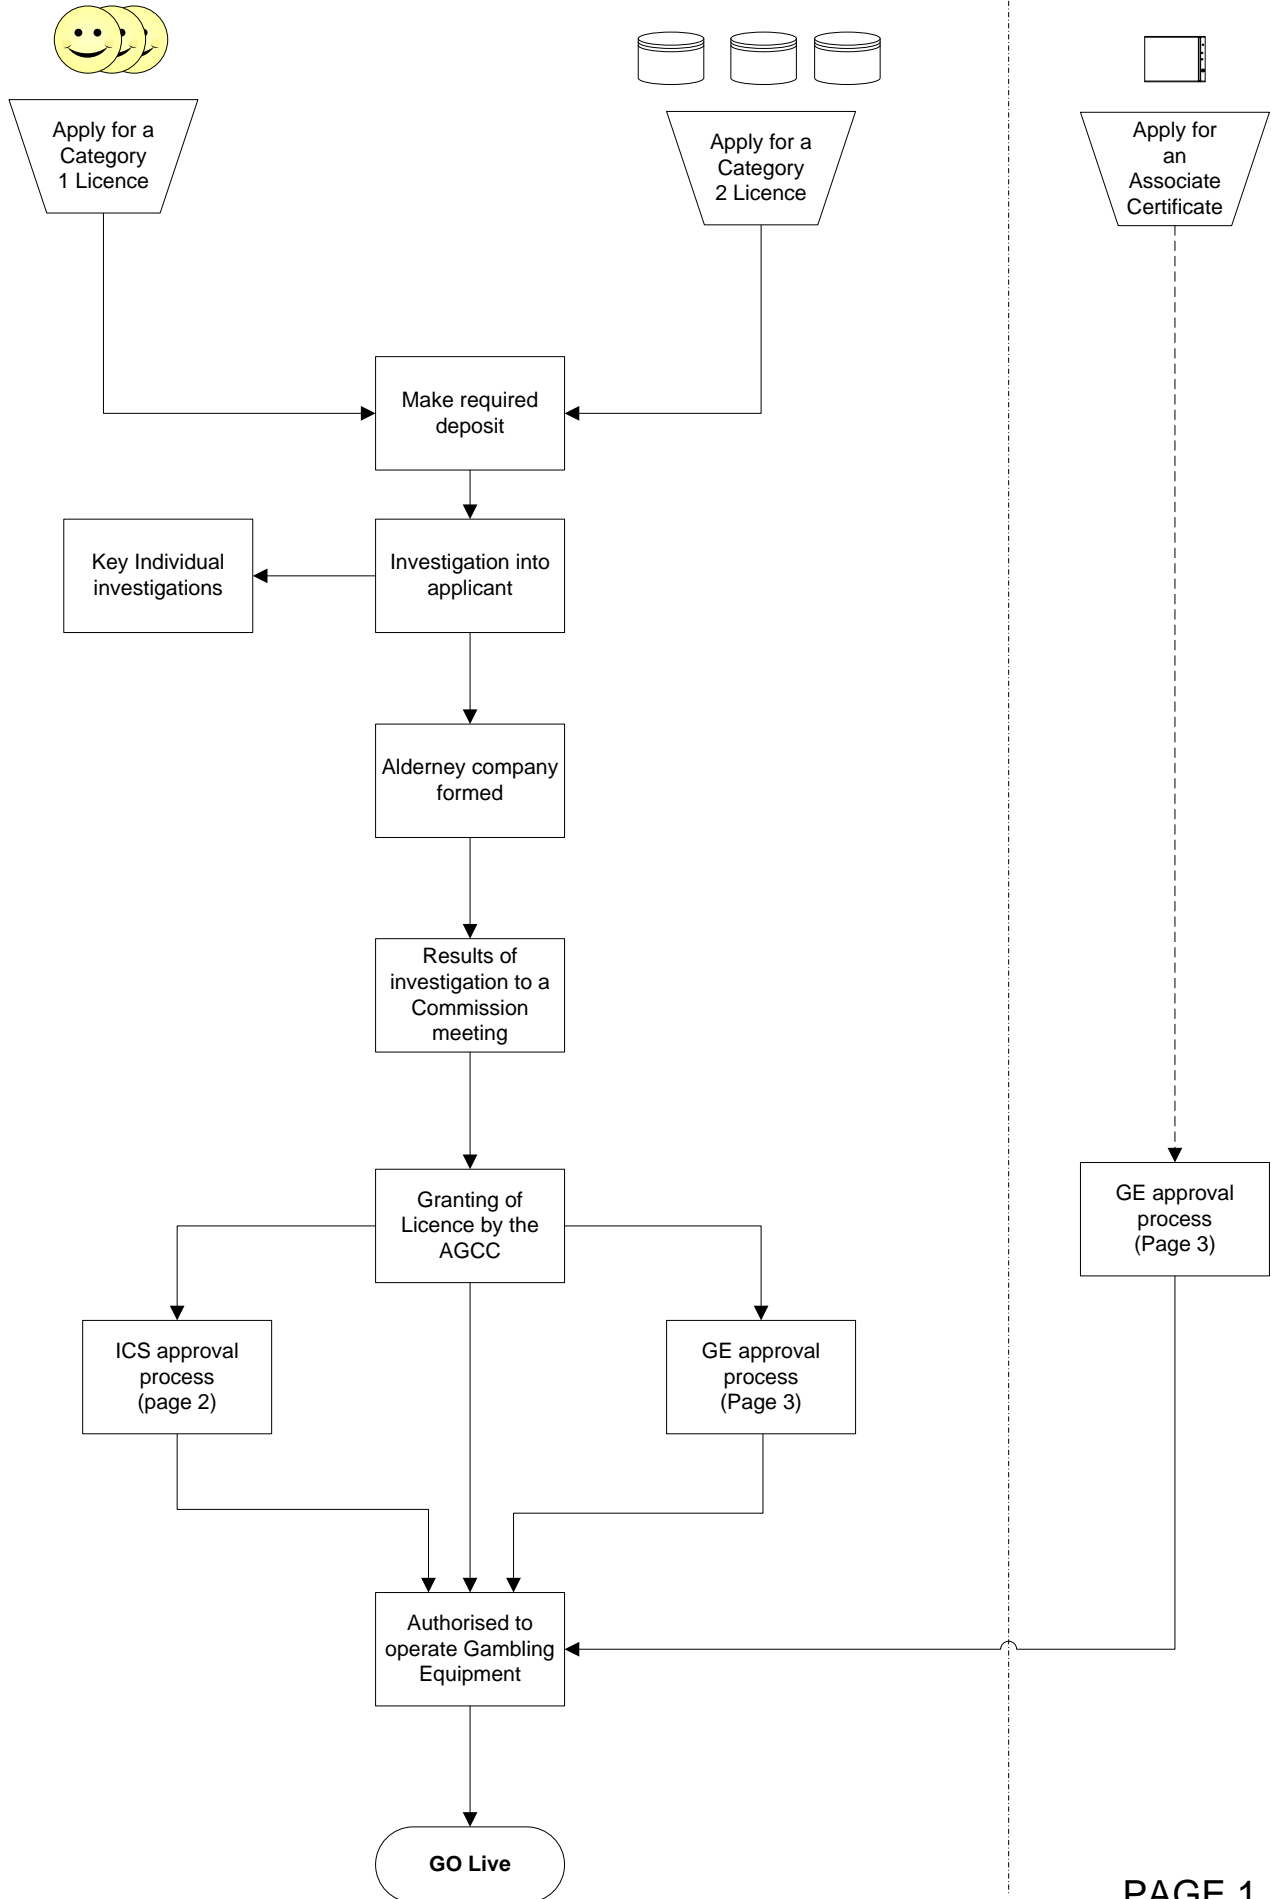 Apply for a
Category
1 Licence
Apply for a
Category
2 Licence
Apply for
an
Associate
Certificate
Make required
deposit
Key Individual
investigations
Investigation into
applicant
Alderney company
formed
Results of
investigation to a
Commission
meeting
Granting of
Licence by the
AGCC
GE approval
process
(Page 3)
ICS approval
process
(page 2)
GE approval
process
(Page 3)
Authorised to
operate Gambling
Equipment
GO Live
PAGE 1